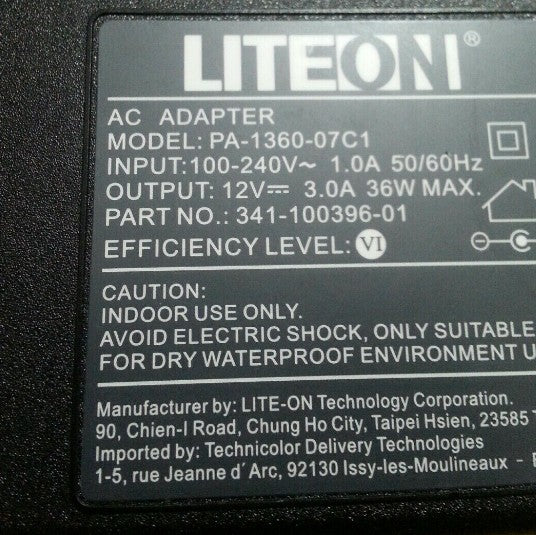 LITEON®
AC ADAPTER
MODEL: PA-1360-07C1
INPUT:100-240V~ 1.0A 50/60Hz
OUTPUT: 12V⎓ 3.0A 36W MAX.
PART NO.: 341-100396-01
EFFICIENCY LEVEL: VI
CAUTION:
INDOOR USE ONLY.
AVOID ELECTRIC SHOCK, ONLY SUITABLE
FOR DRY WATERPROOF ENVIRONMENT U
Manufacturer by: LITE-ON Technology Corporation.
90, Chien-I Road, Chung Ho City, Taipei Hsien, 23585
Imported by: Technicolor Delivery Technologies
1-5, rue Jeanne d´Arc, 92130 Issy-les-Moulineaux -